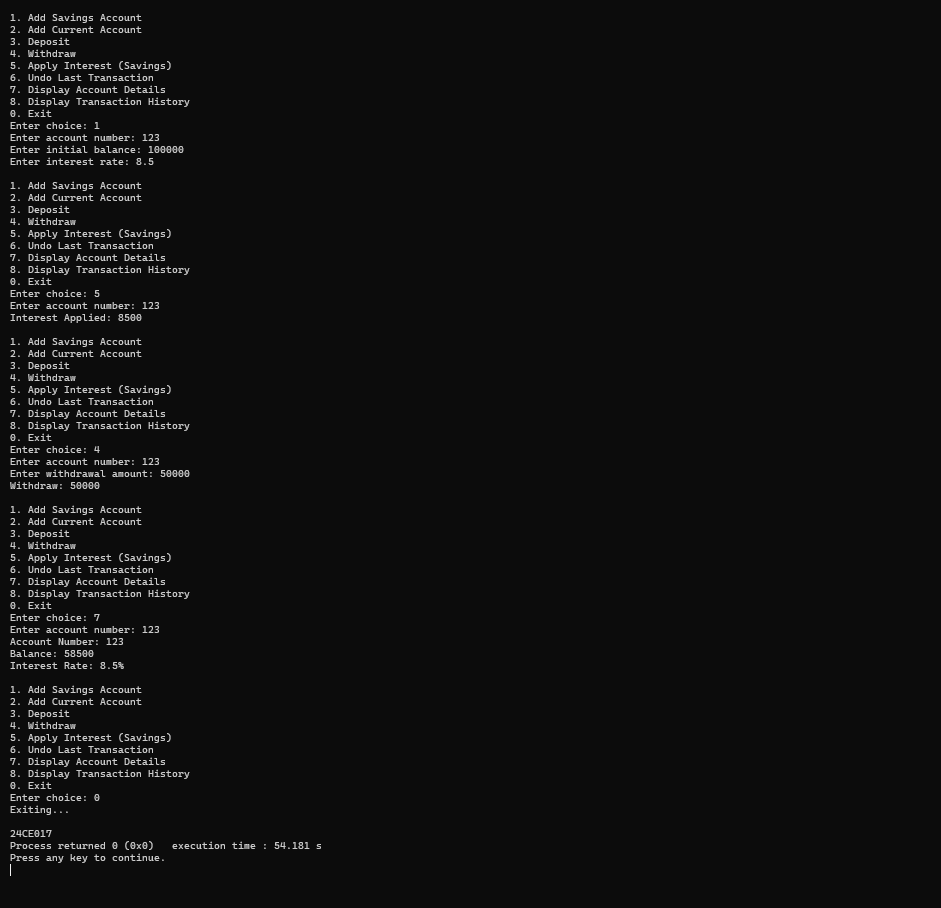 1. Add Savings Account
2. Add Current Account
3. Deposit
4. Withdraw
5. Apply Interest (Savings)
6. Undo Last Transaction
7. Display Account Details
8. Display Transaction History
0. Exit
Enter choice: 1
Enter account number: 123
Enter initial balance: 100000
Enter interest rate: 8.5

1. Add Savings Account
2. Add Current Account
3. Deposit
4. Withdraw
5. Apply Interest (Savings)
6. Undo Last Transaction
7. Display Account Details
8. Display Transaction History
0. Exit
Enter choice: 5
Enter account number: 123
Interest Applied: 8500

1. Add Savings Account
2. Add Current Account
3. Deposit
4. Withdraw
5. Apply Interest (Savings)
6. Undo Last Transaction
7. Display Account Details
8. Display Transaction History
0. Exit
Enter choice: 4
Enter account number: 123
Enter withdrawal amount: 50000
Withdraw: 50000

1. Add Savings Account
2. Add Current Account
3. Deposit
4. Withdraw
5. Apply Interest (Savings)
6. Undo Last Transaction
7. Display Account Details
8. Display Transaction History
0. Exit
Enter choice: 7
Enter account number: 123
Account Number: 123
Balance: 58500
Interest Rate: 8.5%

1. Add Savings Account
2. Add Current Account
3. Deposit
4. Withdraw
5. Apply Interest (Savings)
6. Undo Last Transaction
7. Display Account Details
8. Display Transaction History
0. Exit
Enter choice: 0
Exiting...

24CE017
Process returned 0 (0x0)   execution time : 54.181 s
Press any key to continue.